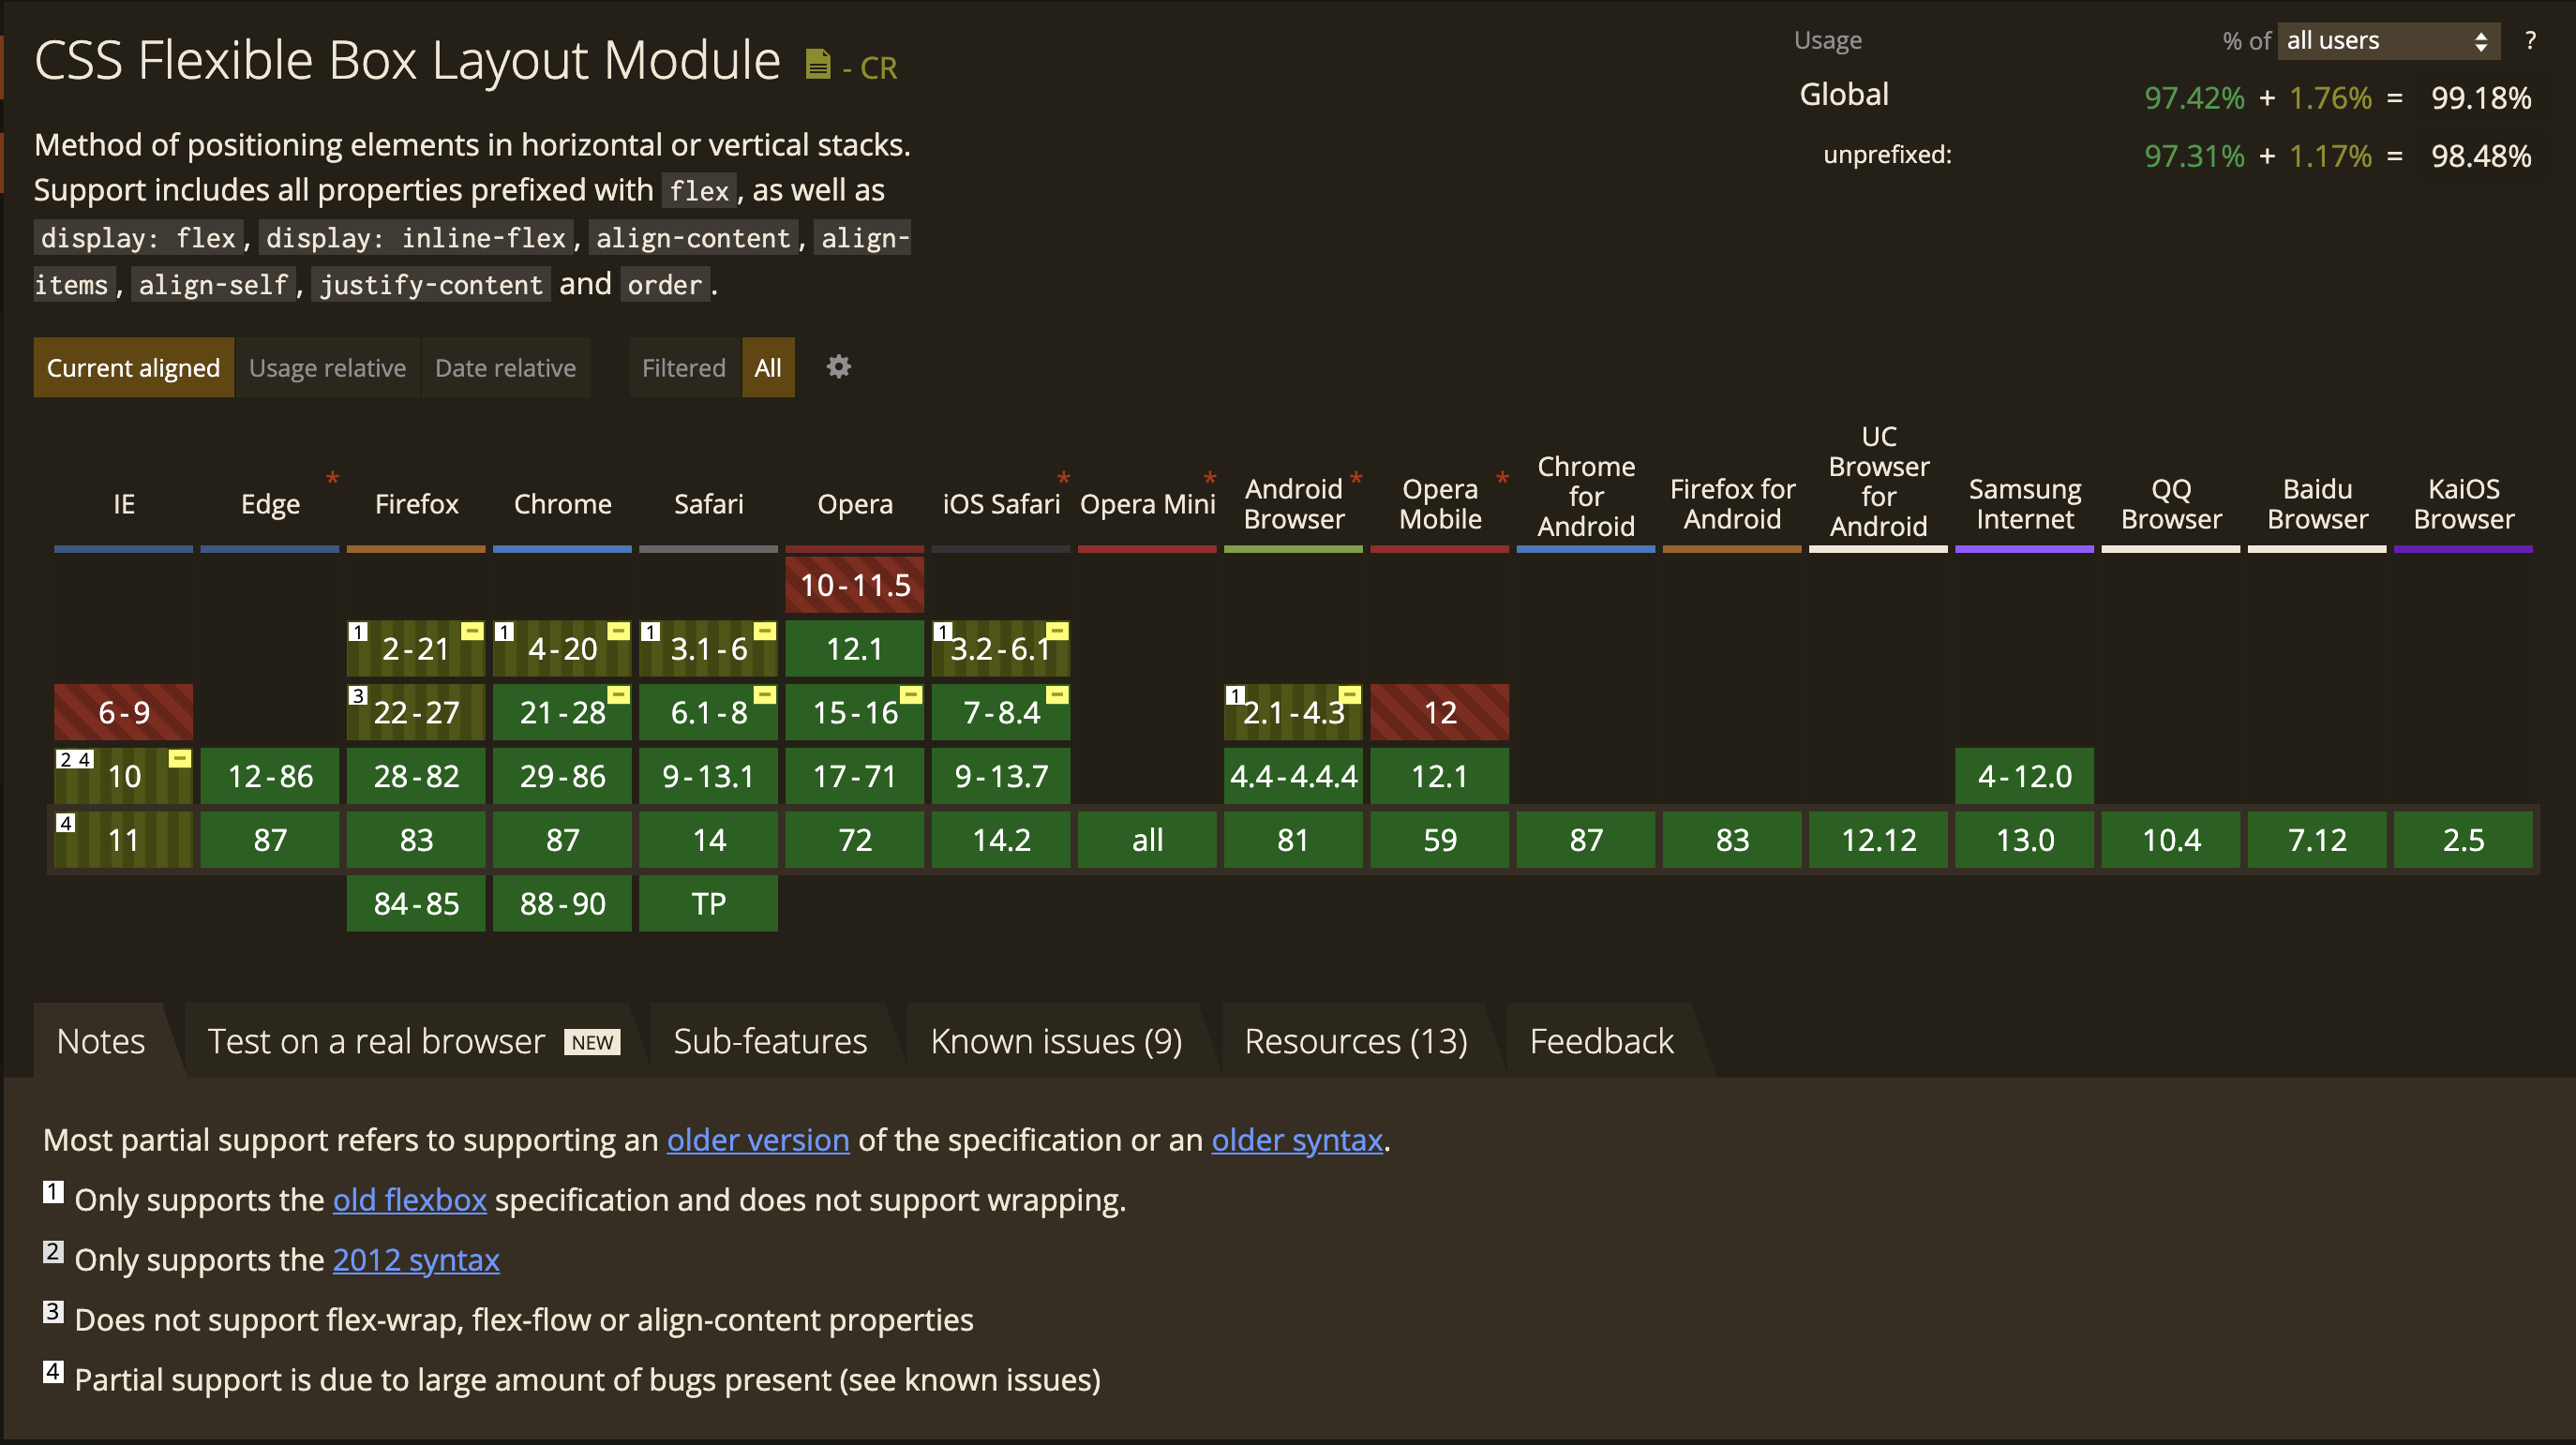 CSS Flexible Box Layout Module - CR
Usage % of all users ?
Global 97.42% + 1.76% = 99.18%
unprefixed: 97.31% + 1.17% = 98.48%
Method of positioning elements in horizontal or vertical stacks.
Support includes all properties prefixed with flex, as well as
display: flex, display: inline-flex, align-content, align-
items, align-self, justify-content and order.
Current aligned Usage relative Date relative Filtered All
IE Edge * Firefox Chrome Safari Opera iOS Safari * Opera Mini * Android Browser * Opera Mobile * Chrome for Android Firefox for Android UC Browser for Android Samsung Internet QQ Browser Baidu Browser KaiOS Browser
10-11.5
1 2-21 - 1 4-20 - 1 3.1-6 - 12.1 1 3.2-6.1 -
6-9 3 22-27 21-28 - 6.1-8 - 15-16 - 7-8.4 - 1 2.1-4.3 - 12
2 4 10 - 12-86 28-82 29-86 9-13.1 17-71 9-13.7 4.4-4.4.4 12.1 4-12.0
4 11 87 83 87 14 72 14.2 all 81 59 87 83 12.12 13.0 10.4 7.12 2.5
84-85 88-90 TP
Notes Test on a real browser NEW Sub-features Known issues (9) Resources (13) Feedback
Most partial support refers to supporting an older version of the specification or an older syntax.
1 Only supports the old flexbox specification and does not support wrapping.
2 Only supports the 2012 syntax
3 Does not support flex-wrap, flex-flow or align-content properties
4 Partial support is due to large amount of bugs present (see known issues)